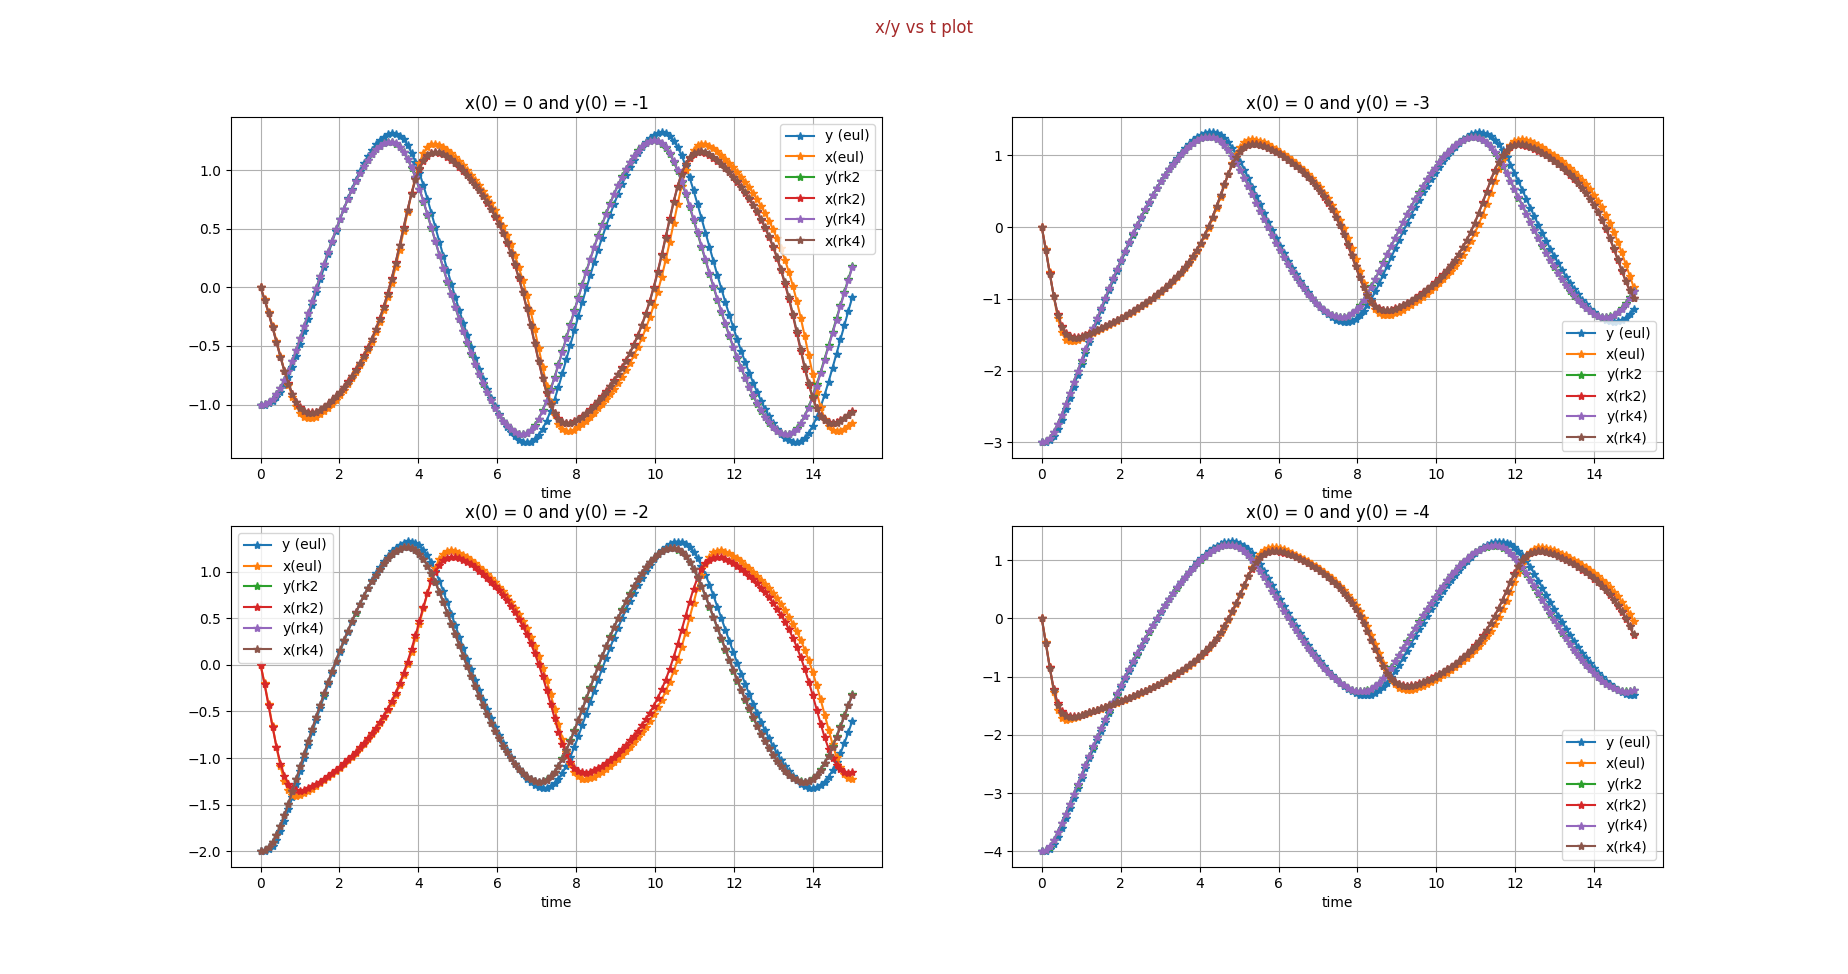 x/y vs t plot
x(0) = 0 and y(0) = -1
1.0
0.5
0.0
−0.5
−1.0
0 2 4 6 8 10 12 14
time
y (eul)
x(eul)
y(rk2
x(rk2)
y(rk4)
x(rk4)
x(0) = 0 and y(0) = -3
1
0
−1
−2
−3
0 2 4 6 8 10 12 14
time
y (eul)
x(eul)
y(rk2
x(rk2)
y(rk4)
x(rk4)
x(0) = 0 and y(0) = -2
1.0
0.5
0.0
−0.5
−1.0
−1.5
−2.0
0 2 4 6 8 10 12 14
time
y (eul)
x(eul)
y(rk2
x(rk2)
y(rk4)
x(rk4)
x(0) = 0 and y(0) = -4
1
0
−1
−2
−3
−4
0 2 4 6 8 10 12 14
time
y (eul)
x(eul)
y(rk2
x(rk2)
y(rk4)
x(rk4)